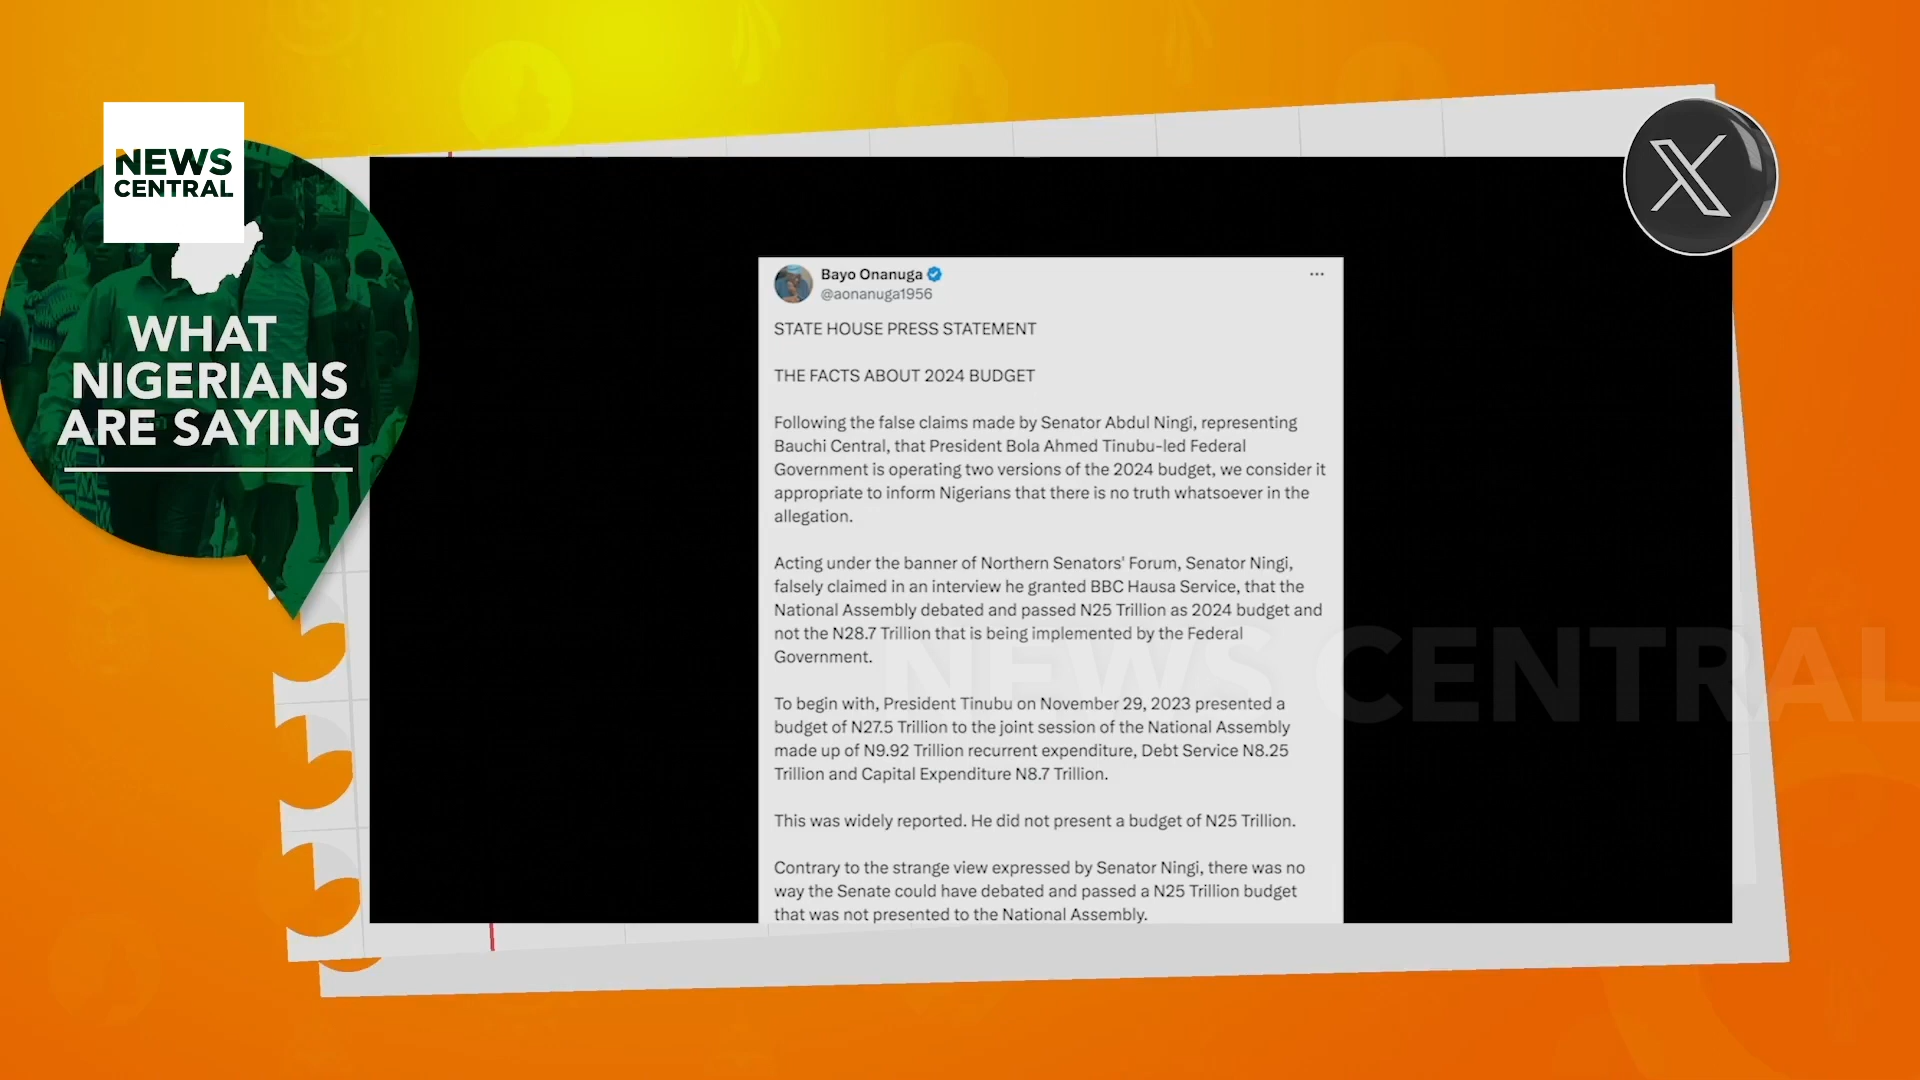 NEWS
CENTRAL
WHAT
NIGERIANS
ARE SAYING
X
Bayo Onanuga
@aonanuga1956
STATE HOUSE PRESS STATEMENT
THE FACTS ABOUT 2024 BUDGET
Following the false claims made by Senator Abdul Ningi, representing
Bauchi Central, that President Bola Ahmed Tinubu-led Federal
Government is operating two versions of the 2024 budget, we consider it
appropriate to inform Nigerians that there is no truth whatsoever in the
allegation.
Acting under the banner of Northern Senators' Forum, Senator Ningi,
falsely claimed in an interview he granted BBC Hausa Service, that the
National Assembly debated and passed N25 Trillion as 2024 budget and
not the N28.7 Trillion that is being implemented by the Federal
Government.
To begin with, President Tinubu on November 29, 2023 presented a
budget of N27.5 Trillion to the joint session of the National Assembly
made up of N9.92 Trillion recurrent expenditure, Debt Service N8.25
Trillion and Capital Expenditure N8.7 Trillion.
This was widely reported. He did not present a budget of N25 Trillion.
Contrary to the strange view expressed by Senator Ningi, there was no
way the Senate could have debated and passed a N25 Trillion budget
that was not presented to the National Assembly.
NEWS CENTRAL